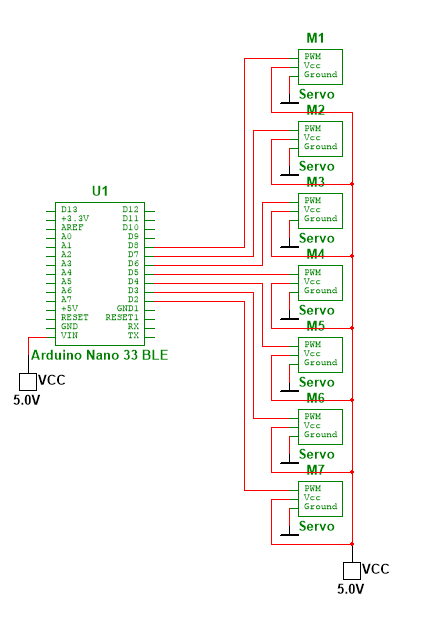 M1
PWM
Vcc
Ground
Servo
M2
PWM
Vcc
Ground
Servo
M3
PWM
Vcc
Ground
Servo
M4
PWM
Vcc
Ground
Servo
M5
PWM
Vcc
Ground
Servo
M6
PWM
Vcc
Ground
Servo
M7
PWM
Vcc
Ground
Servo
U1
D13 D12
+3.3V D11
AREF D10
A0 D9
A1 D8
A2 D7
A3 D6
A4 D5
A5 D4
A6 D3
A7 D2
+5V GND1
RESET RESET1
GND RX
VIN TX
Arduino Nano 33 BLE
VCC
5.0V
VCC
5.0V